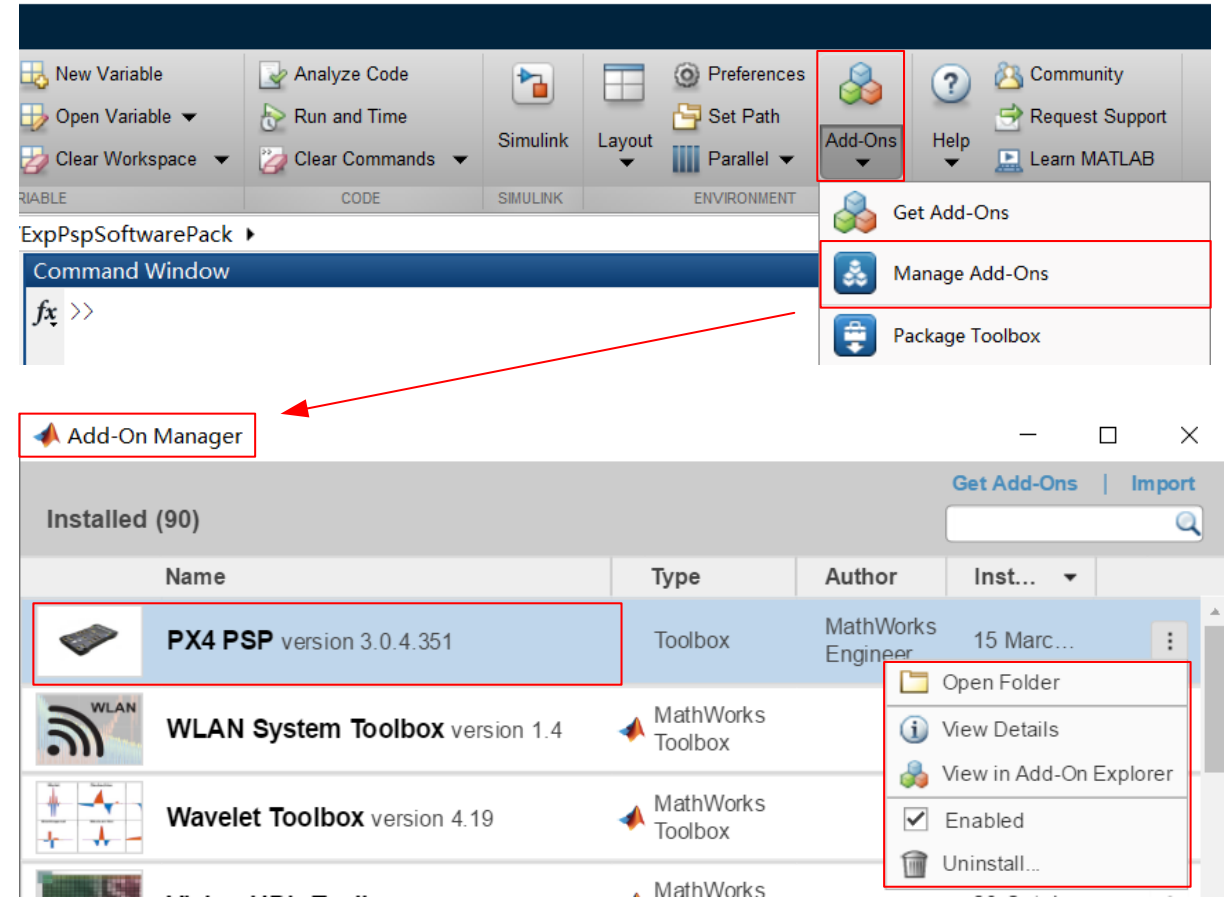 New Variable
Open Variable
Clear Workspace
Analyze Code
Run and Time
Clear Commands
Simulink
Layout
Preferences
Set Path
Parallel
Add-Ons
Help
Community
Request Support
Learn MATLAB
RIABLE
CODE
SIMULINK
ENVIRONMENT
Get Add-Ons
Manage Add-Ons
Package Toolbox
ExpPspSoftwarePack
Command Window
fx >>
Add-On Manager
Get Add-Ons | Import
Installed (90)
Name Type Author Inst...
PX4 PSP version 3.0.4.351 Toolbox MathWorks Engineer 15 Marc...
Open Folder
View Details
View in Add-On Explorer
Enabled
Uninstall...
WLAN
WLAN System Toolbox version 1.4 MathWorks Toolbox
Wavelet Toolbox version 4.19 MathWorks Toolbox
MathWorks